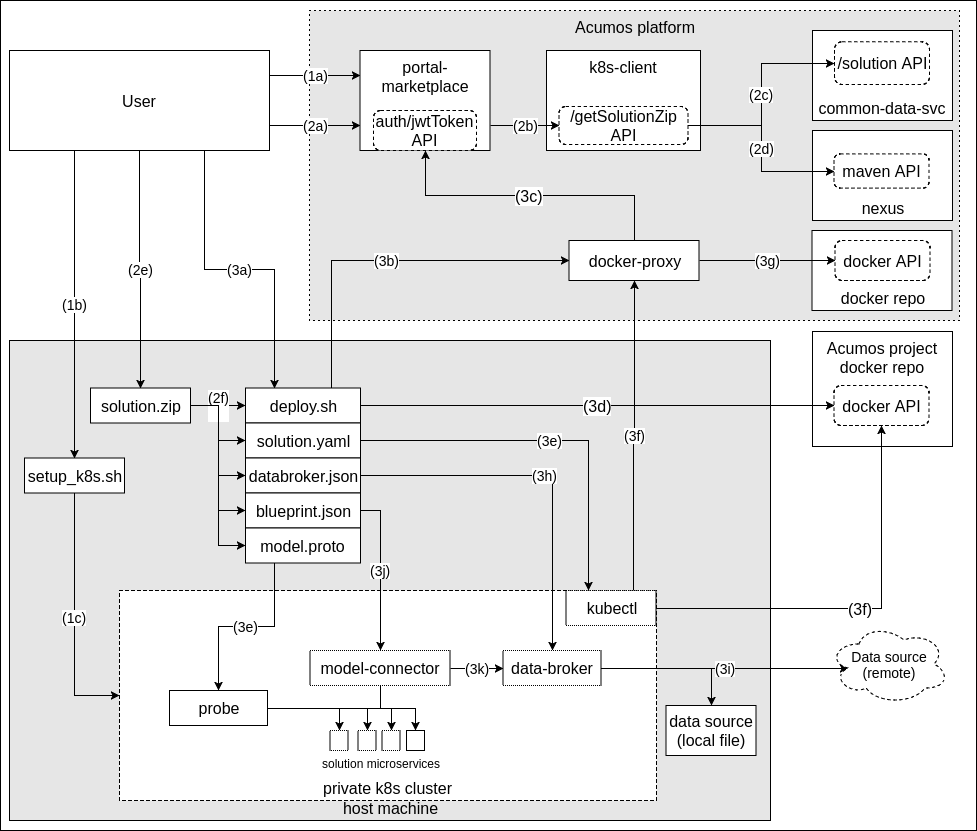 Acumos platform
User
(1a)
portal-
marketplace
k8s-client
/solution API
(2c)
common-data-svc
(2a)
auth/jwtToken
API
(2b)
/getSolutionZip
API
(2d)
maven API
nexus
(3c)
(2e)
(3a)
(3b)
docker-proxy
(3g)
docker API
docker repo
(1b)
Acumos project
docker repo
solution.zip
(2f)
deploy.sh
(3d)
docker API
solution.yaml
(3e)
(3f)
setup_k8s.sh
databroker.json
(3h)
blueprint.json
model.proto
(3j)
(1c)
kubectl
(3f)
(3e)
model-connector
(3k)
data-broker
(3i)
Data source
(remote)
probe
data source
(local file)
solution microservices
private k8s cluster
host machine